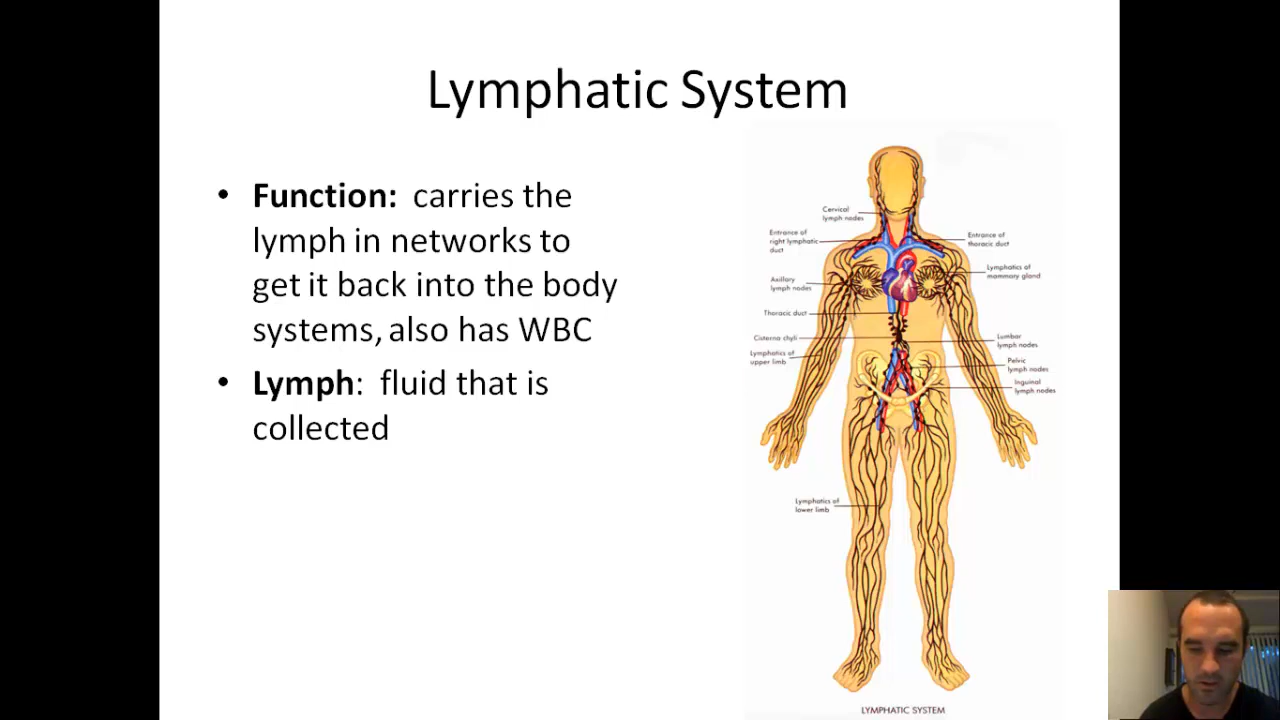 Lymphatic System
• Function: carries the
lymph in networks to
get it back into the body
systems, also has WBC
• Lymph: fluid that is
collected
Cervical
lymph nodes
Entrance of
right lymphatic
duct
Axillary
lymph nodes
Thoracic duct
Cisterna chyli
Lymphatics of
upper limb
Lymphatics of
lower limb
Entrance of
thoracic duct
Lymphatics of
mammary gland
Lumbar
lymph nodes
Pelvic
lymph nodes
Inguinal
lymph nodes
LYMPHATIC SYSTEM